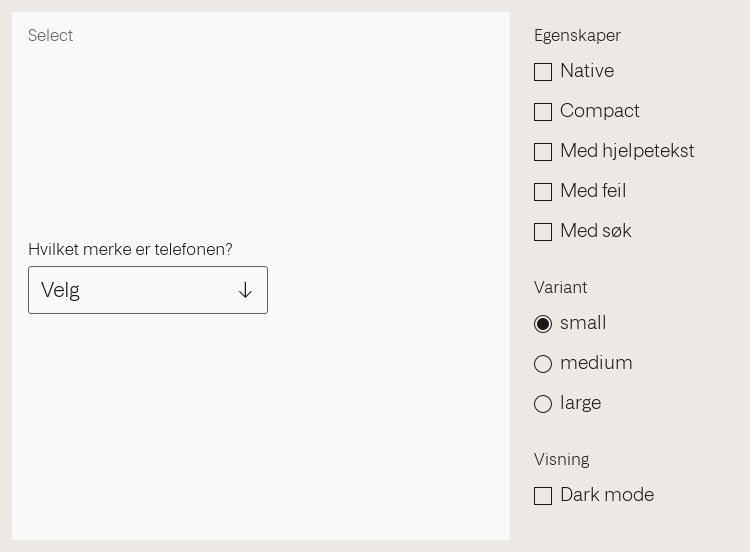 Select
Hvilket merke er telefonen?
Velg
Egenskaper
Native
Compact
Med hjelpetekst
Med feil
Med søk
Variant
small
medium
large
Visning
Dark mode